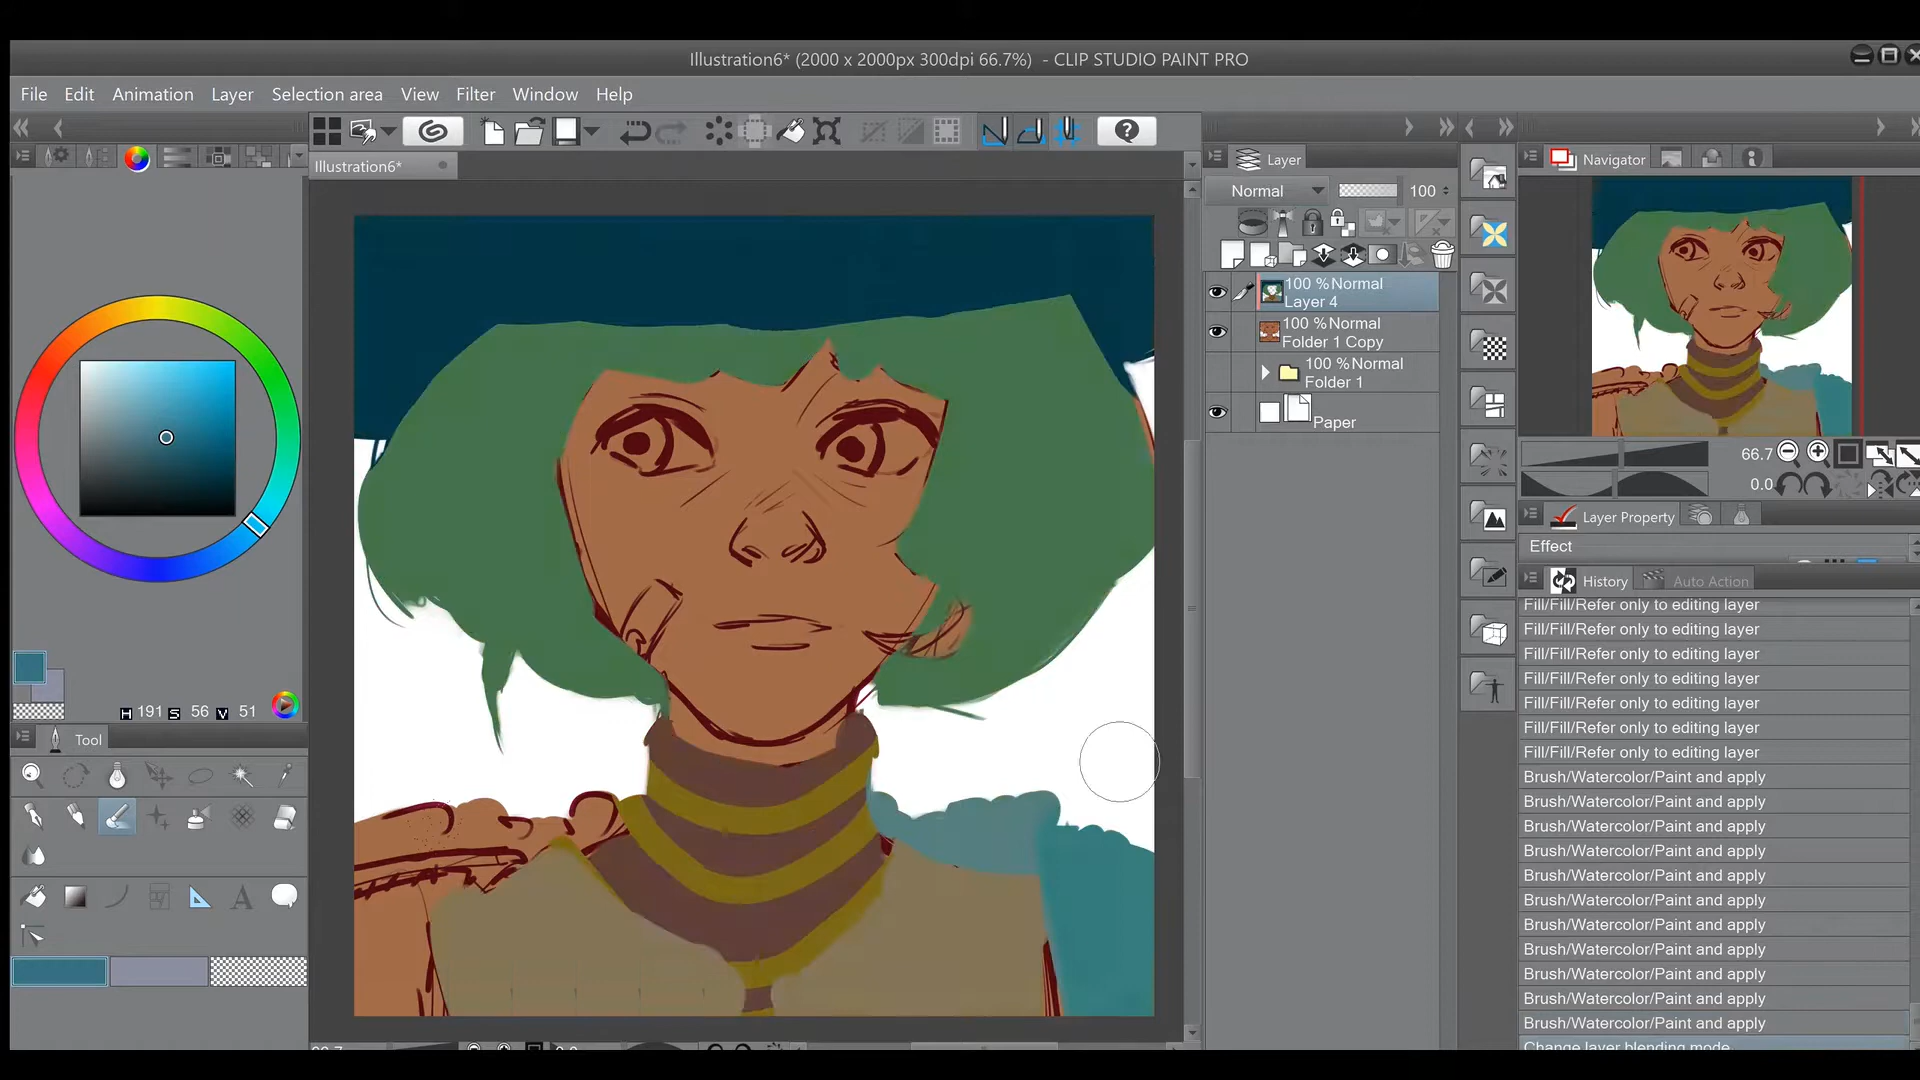 Illustration6* (2000 x 2000px 300dpi 66.7%)  - CLIP STUDIO PAINT PRO
File Edit Animation Layer Selection area View Filter Window Help
Illustration6*
Layer
Normal 100
100 %Normal
Layer 4
100 %Normal
Folder 1 Copy
100 %Normal
Folder 1
Paper
Navigator
66.7
0.0
Layer Property
Effect
History Auto Action
Fill/Fill/Refer only to editing layer
Fill/Fill/Refer only to editing layer
Fill/Fill/Refer only to editing layer
Fill/Fill/Refer only to editing layer
Fill/Fill/Refer only to editing layer
Fill/Fill/Refer only to editing layer
Fill/Fill/Refer only to editing layer
Brush/Watercolor/Paint and apply
Brush/Watercolor/Paint and apply
Brush/Watercolor/Paint and apply
Brush/Watercolor/Paint and apply
Brush/Watercolor/Paint and apply
Brush/Watercolor/Paint and apply
Brush/Watercolor/Paint and apply
Brush/Watercolor/Paint and apply
Brush/Watercolor/Paint and apply
Brush/Watercolor/Paint and apply
Brush/Watercolor/Paint and apply
Change layer blending mode
H 191 S 56 V 51
Tool